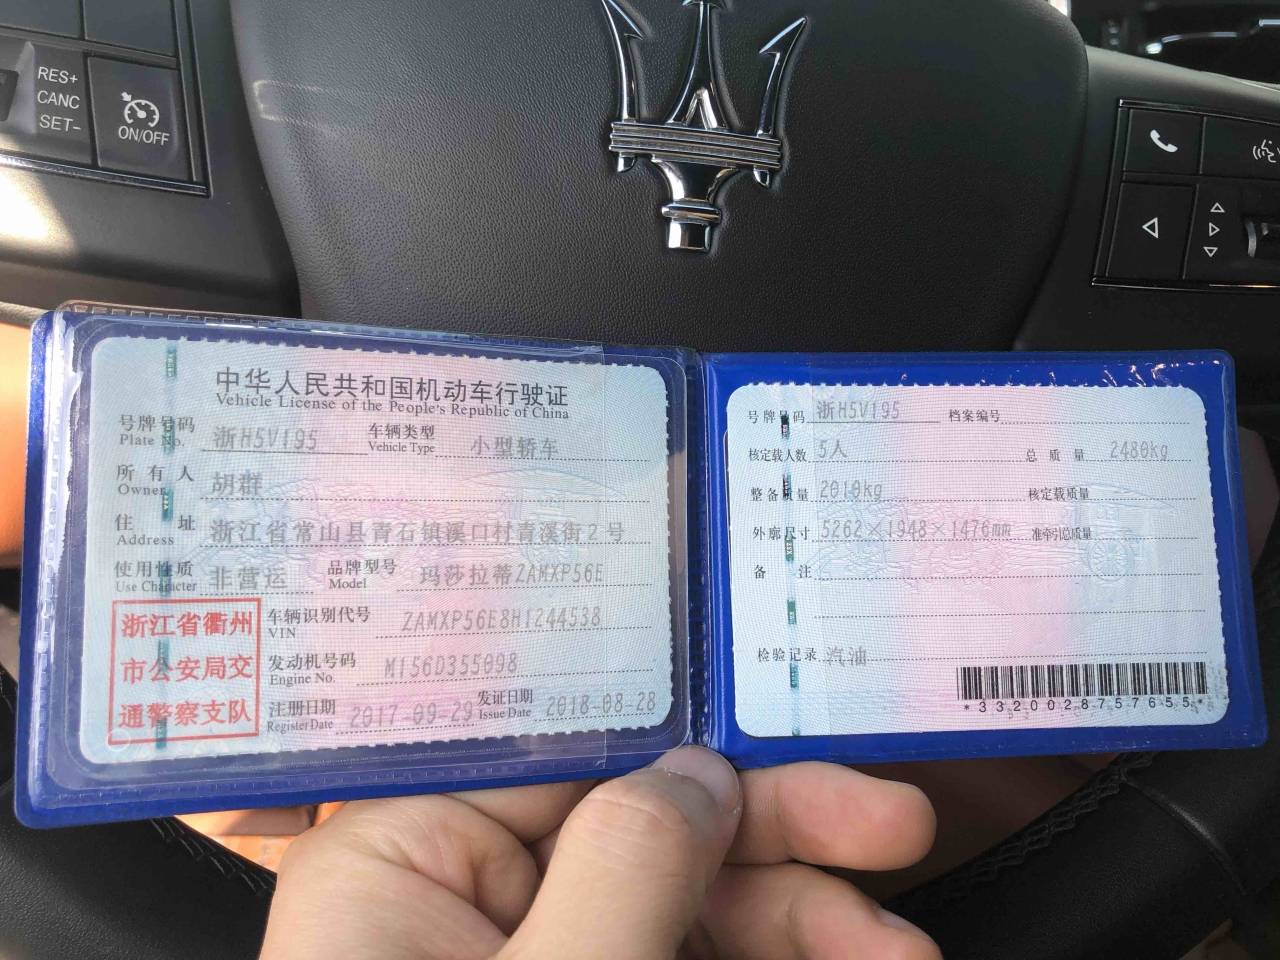 RES+
CANC
SET-
ON/OFF
中华人民共和国机动车行驶证
Vehicle License of the People's Republic of China
号牌号码 浙H5V195 车辆类型 小型轿车
Plate No. Vehicle Type
所有人 胡群
Owner
住址 浙江省常山县青石镇溪口村青溪街2号
Address
使用性质 非营运 品牌型号 玛莎拉蒂ZAMXP56E
Use Character Model
浙江省衢州
市公安局交
通警察支队
车辆识别代号 ZAMXP56E8H1244538
VIN
发动机号码 M156D355098
Engine No.
注册日期 2017-09-29 发证日期 2018-08-28
Register Date Issue Date
号牌号码 浙H5V195 档案编号
核定载人数 5人 总质量 2480kg
整备质量 2010kg 核定载质量
外廓尺寸 5262×1948×1476mm 准牵引总质量
备注
检验记录 汽油
*3320028757655*